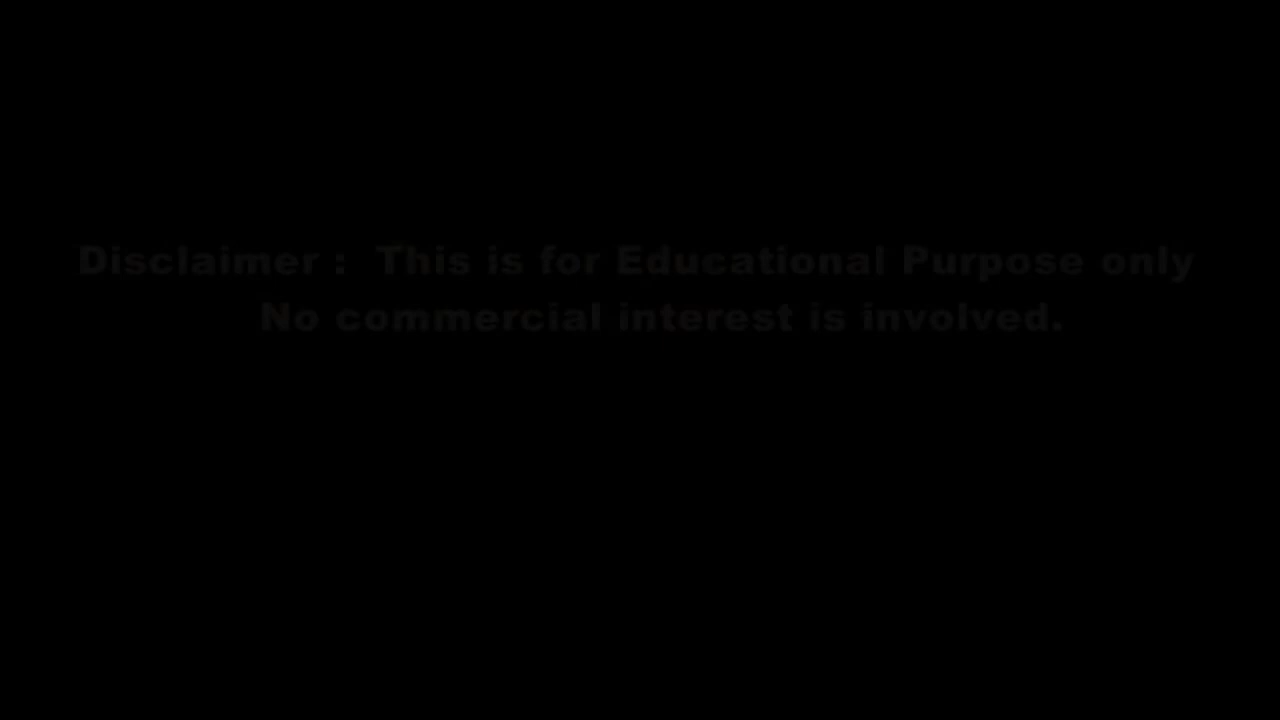 Disclaimer :  This is for Educational Purpose only
No commercial interest is involved.